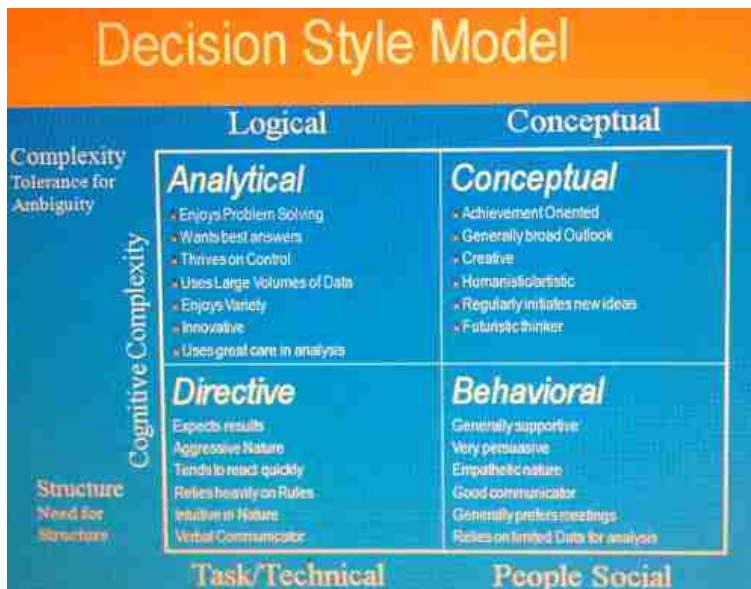 Decision Style Model
Logical
Conceptual
Complexity
Tolerance for
Ambiguity
Cognitive Complexity
Structure
Need for
Structure
Analytical
Enjoys Problem Solving
Wants best answers
Thrives on Control
Uses Large Volumes of Data
Enjoys Variety
Innovative
Uses great care in analysis
Conceptual
Achievement Oriented
Generally broad Outlook
Creative
Humanistic/artistic
Regularly initiates new ideas
Futuristic thinker
Directive
Expects results
Aggressive Nature
Tends to react quickly
Relies heavily on Rules
Intuitive in Nature
Verbal Communicator
Behavioral
Generally supportive
Very persuasive
Empathetic nature
Good communicator
Generally prefers meetings
Relies on limited Data for analysis
Task/Technical
People Social